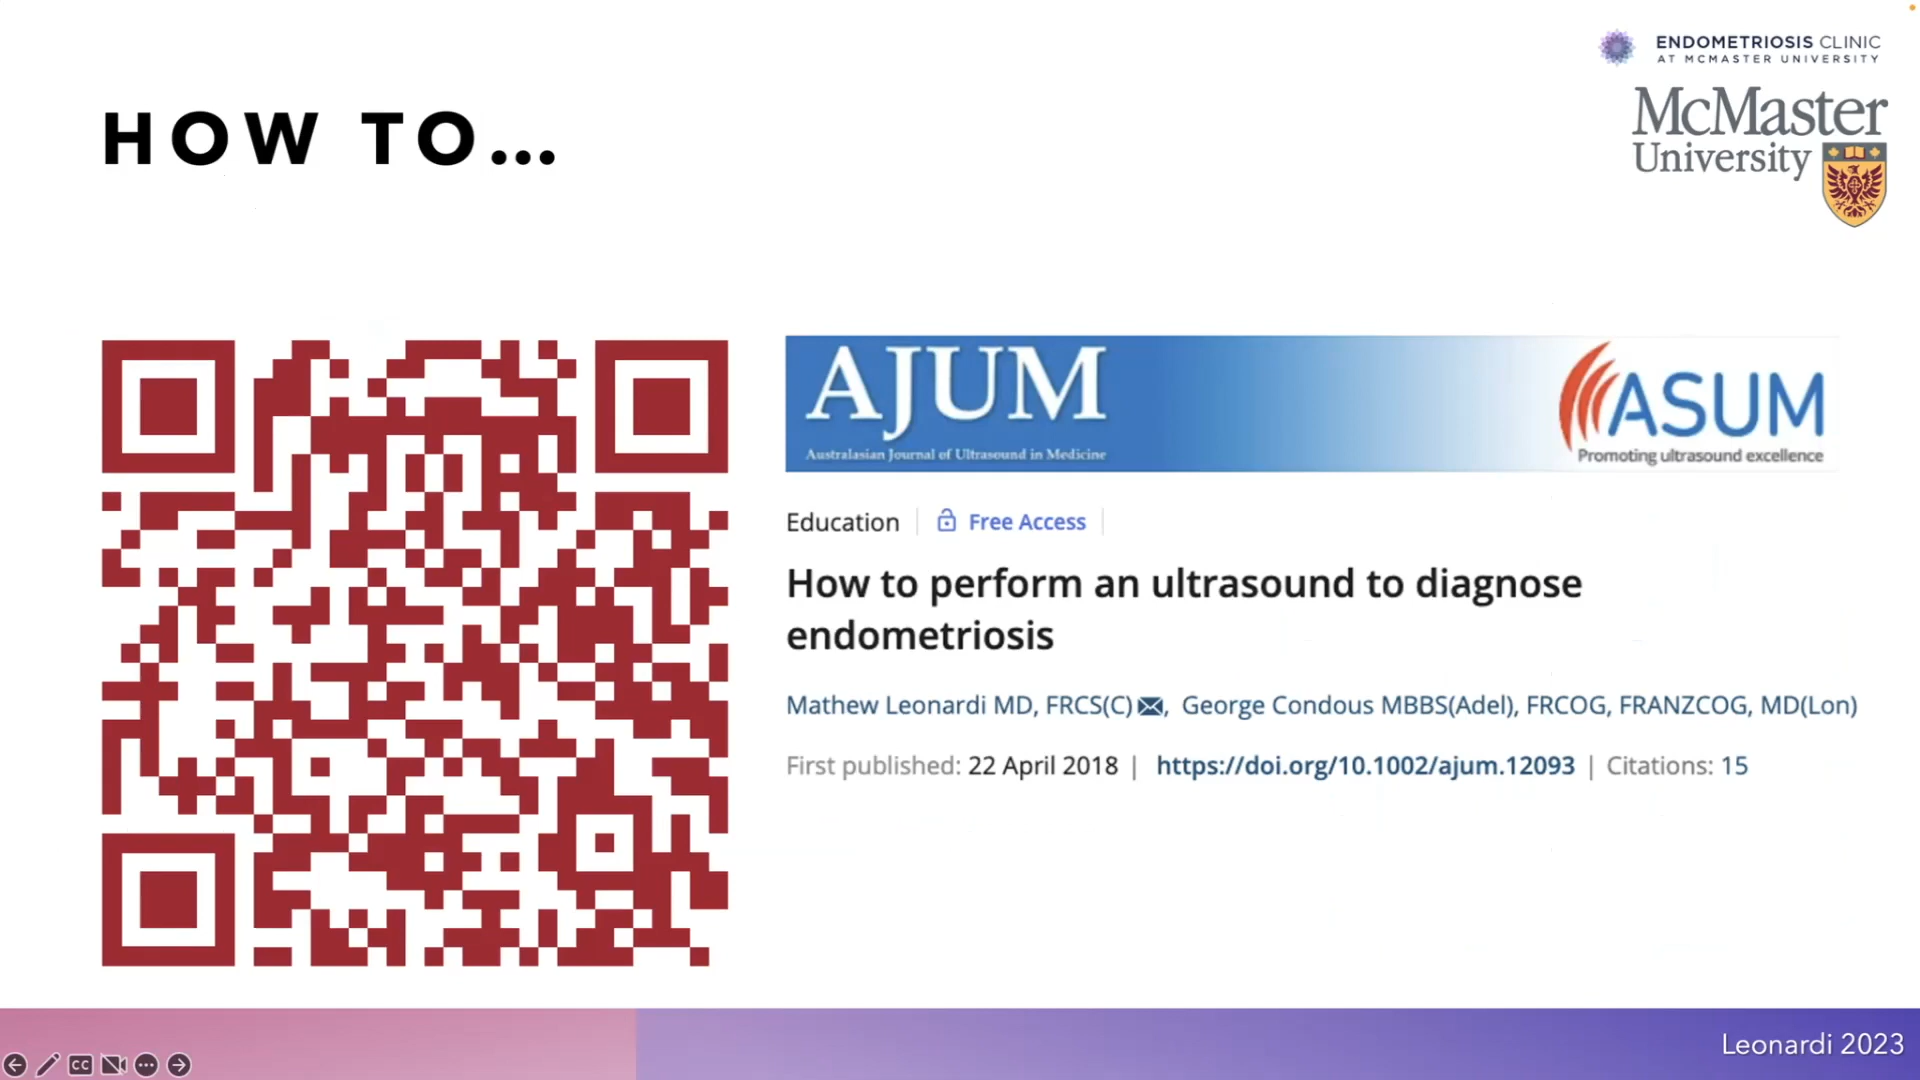 ENDOMETRIOSIS CLINIC
AT MCMASTER UNIVERSITY
McMaster
University
HOW TO...
AJUM
Australasian Journal of Ultrasound in Medicine
ASUM
Promoting ultrasound excellence
Education | Free Access
How to perform an ultrasound to diagnose
endometriosis
Mathew Leonardi MD, FRCS(C), George Condous MBBS(Adel), FRCOG, FRANZCOG, MD(Lon)
First published: 22 April 2018 | https://doi.org/10.1002/ajum.12093 | Citations: 15
Leonardi 2023
CC